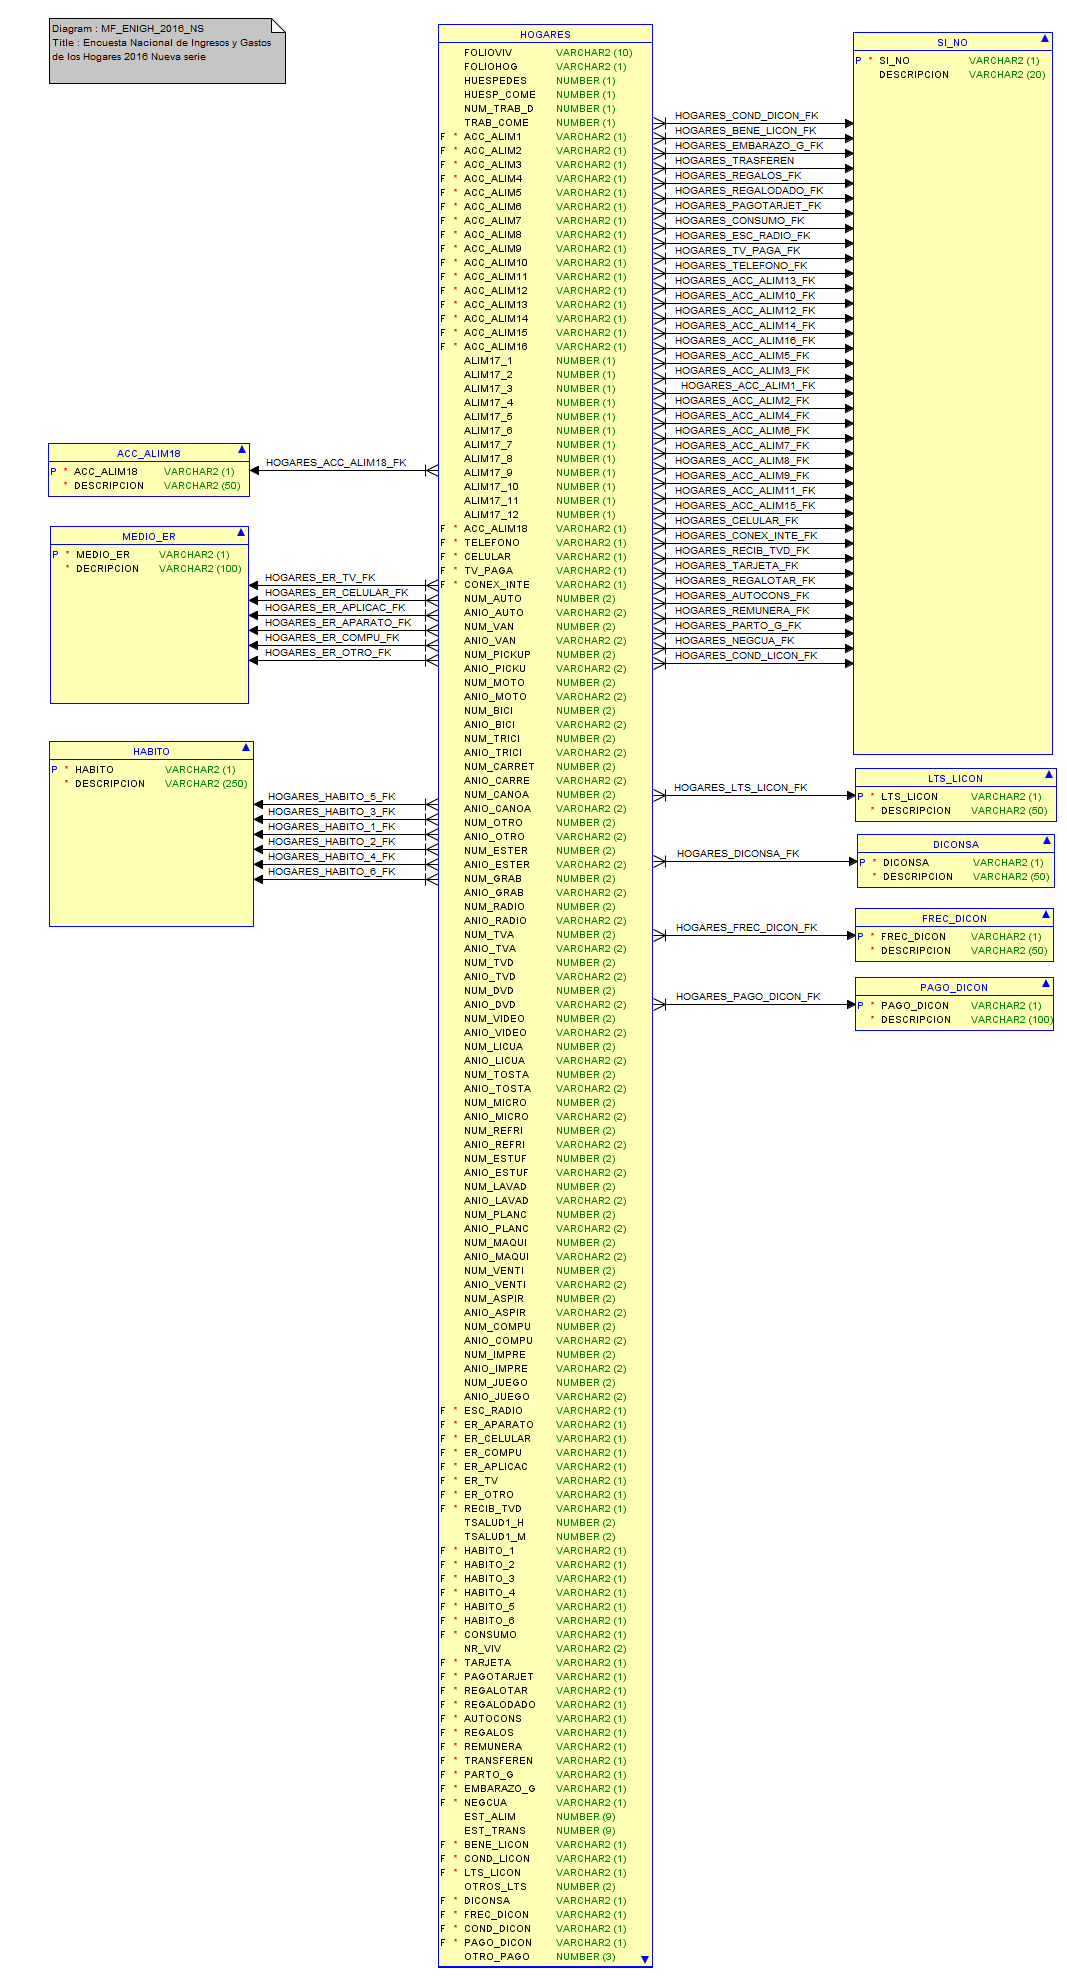 Diagram : MF_ENIGH_2016_NS
Title : Encuesta Nacional de Ingresos y Gastos
de los Hogares 2016 Nueva serie
HOGARES
FOLIOVIV VARCHAR2 (10)
FOLIOHOG VARCHAR2 (1)
HUESPEDES NUMBER (1)
HUESP_COME NUMBER (1)
NUM_TRAB_D NUMBER (1)
TRAB_COME NUMBER (1)
F * ACC_ALIM1 VARCHAR2 (1)
F * ACC_ALIM2 VARCHAR2 (1)
F * ACC_ALIM3 VARCHAR2 (1)
F * ACC_ALIM4 VARCHAR2 (1)
F * ACC_ALIM5 VARCHAR2 (1)
F * ACC_ALIM6 VARCHAR2 (1)
F * ACC_ALIM7 VARCHAR2 (1)
F * ACC_ALIM8 VARCHAR2 (1)
F * ACC_ALIM9 VARCHAR2 (1)
F * ACC_ALIM10 VARCHAR2 (1)
F * ACC_ALIM11 VARCHAR2 (1)
F * ACC_ALIM12 VARCHAR2 (1)
F * ACC_ALIM13 VARCHAR2 (1)
F * ACC_ALIM14 VARCHAR2 (1)
F * ACC_ALIM15 VARCHAR2 (1)
F * ACC_ALIM16 VARCHAR2 (1)
ALIM17_1 NUMBER (1)
ALIM17_2 NUMBER (1)
ALIM17_3 NUMBER (1)
ALIM17_4 NUMBER (1)
ALIM17_5 NUMBER (1)
ALIM17_6 NUMBER (1)
ALIM17_7 NUMBER (1)
ALIM17_8 NUMBER (1)
ALIM17_9 NUMBER (1)
ALIM17_10 NUMBER (1)
ALIM17_11 NUMBER (1)
ALIM17_12 NUMBER (1)
F * ACC_ALIM18 VARCHAR2 (1)
F * TELEFONO VARCHAR2 (1)
F * CELULAR VARCHAR2 (1)
F * TV_PAGA VARCHAR2 (1)
F * CONEX_INTE VARCHAR2 (1)
NUM_AUTO NUMBER (2)
ANIO_AUTO VARCHAR2 (2)
NUM_VAN NUMBER (2)
ANIO_VAN VARCHAR2 (2)
NUM_PICKUP NUMBER (2)
ANIO_PICKU VARCHAR2 (2)
NUM_MOTO NUMBER (2)
ANIO_MOTO VARCHAR2 (2)
NUM_BICI NUMBER (2)
ANIO_BICI VARCHAR2 (2)
NUM_TRICI NUMBER (2)
ANIO_TRICI VARCHAR2 (2)
NUM_CARRET NUMBER (2)
ANIO_CARRE VARCHAR2 (2)
NUM_CANOA NUMBER (2)
ANIO_CANOA VARCHAR2 (2)
NUM_OTRO NUMBER (2)
ANIO_OTRO VARCHAR2 (2)
NUM_ESTER NUMBER (2)
ANIO_ESTER VARCHAR2 (2)
NUM_GRAB NUMBER (2)
ANIO_GRAB VARCHAR2 (2)
NUM_RADIO NUMBER (2)
ANIO_RADIO VARCHAR2 (2)
NUM_TVA NUMBER (2)
ANIO_TVA VARCHAR2 (2)
NUM_TVD NUMBER (2)
ANIO_TVD VARCHAR2 (2)
NUM_DVD NUMBER (2)
ANIO_DVD VARCHAR2 (2)
NUM_VIDEO NUMBER (2)
ANIO_VIDEO VARCHAR2 (2)
NUM_LICUA NUMBER (2)
ANIO_LICUA VARCHAR2 (2)
NUM_TOSTA NUMBER (2)
ANIO_TOSTA VARCHAR2 (2)
NUM_MICRO NUMBER (2)
ANIO_MICRO VARCHAR2 (2)
NUM_REFRI NUMBER (2)
ANIO_REFRI VARCHAR2 (2)
NUM_ESTUF NUMBER (2)
ANIO_ESTUF VARCHAR2 (2)
NUM_LAVAD NUMBER (2)
ANIO_LAVAD VARCHAR2 (2)
NUM_PLANC NUMBER (2)
ANIO_PLANC VARCHAR2 (2)
NUM_MAQUI NUMBER (2)
ANIO_MAQUI VARCHAR2 (2)
NUM_VENTI NUMBER (2)
ANIO_VENTI VARCHAR2 (2)
NUM_ASPIR NUMBER (2)
ANIO_ASPIR VARCHAR2 (2)
NUM_COMPU NUMBER (2)
ANIO_COMPU VARCHAR2 (2)
NUM_IMPRE NUMBER (2)
ANIO_IMPRE VARCHAR2 (2)
NUM_JUEGO NUMBER (2)
ANIO_JUEGO VARCHAR2 (2)
F * ESC_RADIO VARCHAR2 (1)
F * ER_APARATO VARCHAR2 (1)
F * ER_CELULAR VARCHAR2 (1)
F * ER_COMPU VARCHAR2 (1)
F * ER_APLICAC VARCHAR2 (1)
F * ER_TV VARCHAR2 (1)
F * ER_OTRO VARCHAR2 (1)
F * RECIB_TVD VARCHAR2 (1)
TSALUD1_H NUMBER (2)
TSALUD1_M NUMBER (2)
F * HABITO_1 VARCHAR2 (1)
F * HABITO_2 VARCHAR2 (1)
F * HABITO_3 VARCHAR2 (1)
F * HABITO_4 VARCHAR2 (1)
F * HABITO_5 VARCHAR2 (1)
F * HABITO_6 VARCHAR2 (1)
F * CONSUMO VARCHAR2 (1)
NR_VIV VARCHAR2 (2)
F * TARJETA VARCHAR2 (1)
F * PAGOTARJET VARCHAR2 (1)
F * REGALOTAR VARCHAR2 (1)
F * REGALODADO VARCHAR2 (1)
F * AUTOCONS VARCHAR2 (1)
F * REGALOS VARCHAR2 (1)
F * REMUNERA VARCHAR2 (1)
F * TRANSFEREN VARCHAR2 (1)
F * PARTO_G VARCHAR2 (1)
F * EMBARAZO_G VARCHAR2 (1)
F * NEGCUA VARCHAR2 (1)
EST_ALIM NUMBER (9)
EST_TRANS NUMBER (9)
F * BENE_LICON VARCHAR2 (1)
F * COND_LICON VARCHAR2 (1)
F * LTS_LICON VARCHAR2 (1)
OTROS_LTS NUMBER (2)
F * DICONSA VARCHAR2 (1)
F * FREC_DICON VARCHAR2 (1)
F * COND_DICON VARCHAR2 (1)
F * PAGO_DICON VARCHAR2 (1)
OTRO_PAGO NUMBER (3)
ACC_ALIM18
P * ACC_ALIM18 VARCHAR2 (1)
* DESCRIPCION VARCHAR2 (50)
HOGARES_ACC_ALIM18_FK
MEDIO_ER
P * MEDIO_ER VARCHAR2 (1)
* DECRIPCION VARCHAR2 (100)
HOGARES_ER_TV_FK
HOGARES_ER_CELULAR_FK
HOGARES_ER_APLICAC_FK
HOGARES_ER_APARATO_FK
HOGARES_ER_COMPU_FK
HOGARES_ER_OTRO_FK
HABITO
P * HABITO VARCHAR2 (1)
* DESCRIPCION VARCHAR2 (250)
HOGARES_HABITO_5_FK
HOGARES_HABITO_3_FK
HOGARES_HABITO_1_FK
HOGARES_HABITO_2_FK
HOGARES_HABITO_4_FK
HOGARES_HABITO_6_FK
SI_NO
P * SI_NO VARCHAR2 (1)
DESCRIPCION VARCHAR2 (20)
HOGARES_COND_DICON_FK
HOGARES_BENE_LICON_FK
HOGARES_EMBARAZO_G_FK
HOGARES_TRASFEREN
HOGARES_REGALOS_FK
HOGARES_REGALODADO_FK
HOGARES_PAGOTARJET_FK
HOGARES_CONSUMO_FK
HOGARES_ESC_RADIO_FK
HOGARES_TV_PAGA_FK
HOGARES_TELEFONO_FK
HOGARES_ACC_ALIM13_FK
HOGARES_ACC_ALIM10_FK
HOGARES_ACC_ALIM12_FK
HOGARES_ACC_ALIM14_FK
HOGARES_ACC_ALIM16_FK
HOGARES_ACC_ALIM5_FK
HOGARES_ACC_ALIM3_FK
HOGARES_ACC_ALIM1_FK
HOGARES_ACC_ALIM2_FK
HOGARES_ACC_ALIM4_FK
HOGARES_ACC_ALIM6_FK
HOGARES_ACC_ALIM7_FK
HOGARES_ACC_ALIM8_FK
HOGARES_ACC_ALIM9_FK
HOGARES_ACC_ALIM11_FK
HOGARES_ACC_ALIM15_FK
HOGARES_CELULAR_FK
HOGARES_CONEX_INTE_FK
HOGARES_RECIB_TVD_FK
HOGARES_TARJETA_FK
HOGARES_REGALOTAR_FK
HOGARES_AUTOCONS_FK
HOGARES_REMUNERA_FK
HOGARES_PARTO_G_FK
HOGARES_NEGCUA_FK
HOGARES_COND_LICON_FK
HOGARES_LTS_LICON_FK
LTS_LICON
P * LTS_LICON VARCHAR2 (1)
* DESCRIPCION VARCHAR2 (50)
HOGARES_DICONSA_FK
DICONSA
P * DICONSA VARCHAR2 (1)
* DESCRIPCION VARCHAR2 (50)
HOGARES_FREC_DICON_FK
FREC_DICON
P * FREC_DICON VARCHAR2 (1)
* DESCRIPCION VARCHAR2 (50)
HOGARES_PAGO_DICON_FK
PAGO_DICON
P * PAGO_DICON VARCHAR2 (1)
* DESCRIPCION VARCHAR2 (100)